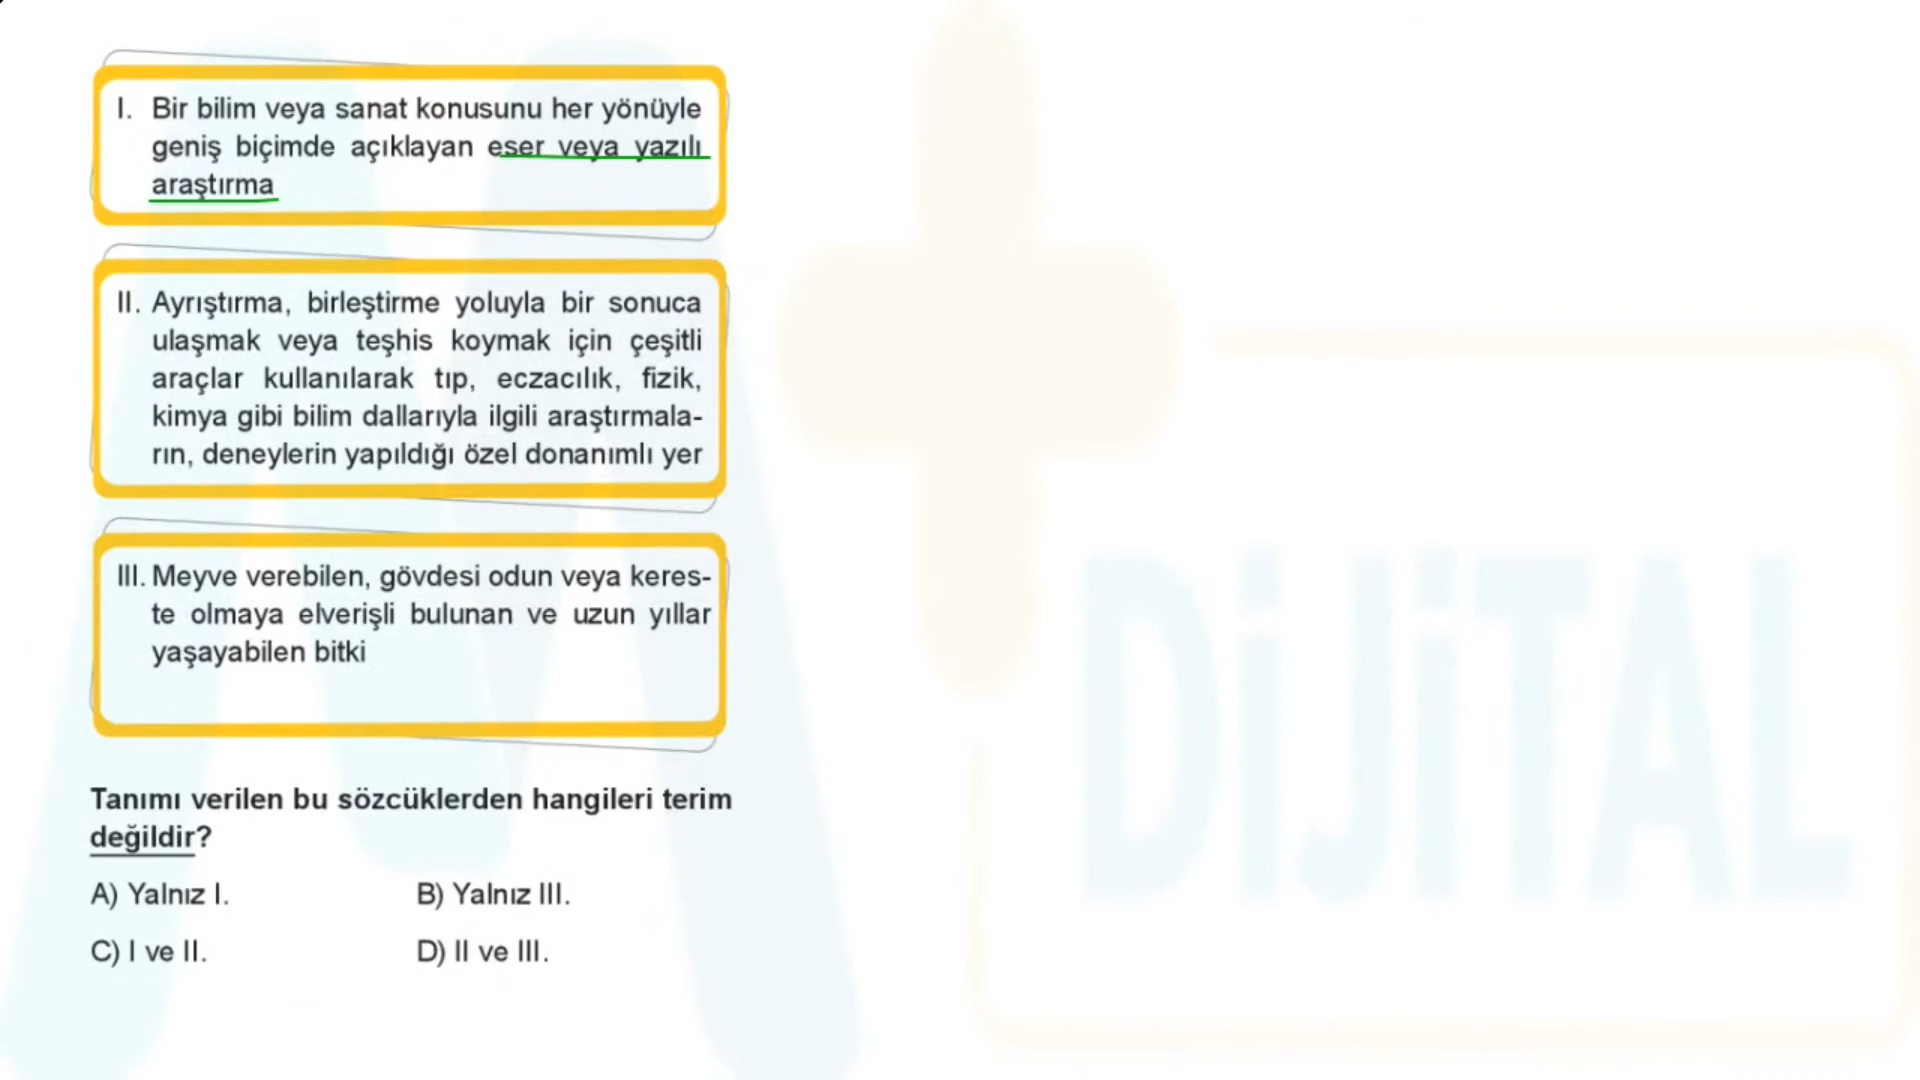 I. Bir bilim veya sanat konusunu her yönüyle
geniş biçimde açıklayan eser veya yazılı
araştırma
II. Ayrıştırma, birleştirme yoluyla bir sonuca
ulaşmak veya teşhis koymak için çeşitli
araçlar kullanılarak tıp, eczacılık, fizik,
kimya gibi bilim dallarıyla ilgili araştırmala-
rın, deneylerin yapıldığı özel donanımlı yer
III. Meyve verebilen, gövdesi odun veya keres-
te olmaya elverişli bulunan ve uzun yıllar
yaşayabilen bitki
Tanımı verilen bu sözcüklerden hangileri terim
değildir?
A) Yalnız I.
B) Yalnız III.
C) I ve II.
D) II ve III.
DİJİTAL